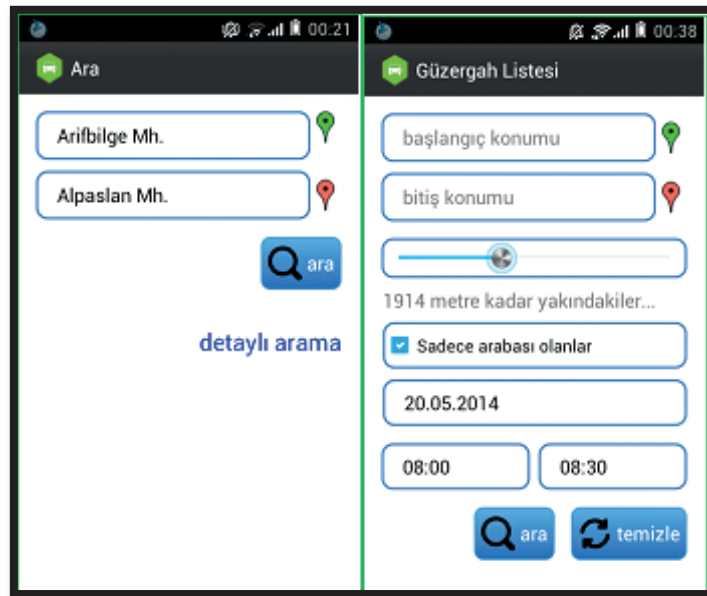 00:21
Ara
Arifbilge Mh.
Alpaslan Mh.
ara
detaylı arama
00:38
Güzergah Listesi
başlangıç konumu
bitiş konumu
1914 metre kadar yakındakiler...
Sadece arabası olanlar
20.05.2014
08:00 08:30
ara temizle